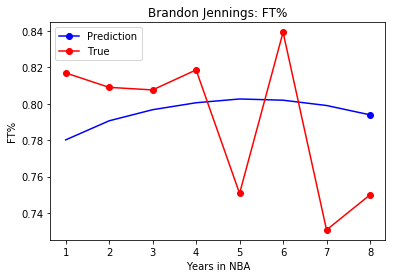 Brandon Jennings: FT%
Prediction
True
FT%
0.84
0.82
0.80
0.78
0.76
0.74
1 2 3 4 5 6 7 8
Years in NBA